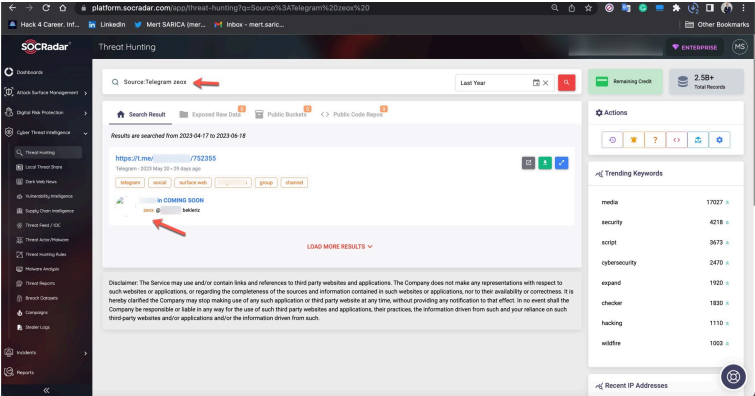 platform.socradar.com/app/threat-hunting?q=Source%3ATelegram%20zeox%20
Hack 4 Career. Inf...
LinkedIn
Mert SARICA (mer...
Inbox - mert.saric...
Other Bookmarks
SOCRadar
Threat Hunting
ENTERPRISE
MS
Dashboards
Attack Surface Management
Digital Risk Protection
Cyber Threat Intelligence
Threat Hunting
Local Threat Share
Dark Web News
Vulnerability Intelligence
Supply Chain Intelligence
Threat Feed / IOC
Threat Actor/Malware
Threat Hunting Rules
Malware Analysis
Threat Reports
Breach Datasets
Campaigns
Stealer Logs
Incidents
Reports
Source:Telegram zeox
Last Year
Search Result
Exposed Raw Data
Public Buckets
Public Code Repos
Results are searched from 2023-04-17 to 2023-06-18
https://t.me/ /752355
Telegram - 2023 May 20 - 29 days ago
telegram
social
surface web
group
channel
in COMING SOON
zeox @ bekleriz
LOAD MORE RESULTS
Disclaimer: The Service may use and/or contain links and references to third party websites and applications. The Company does not make any representations with respect to
such websites or applications, or regarding the completeness of the sources and information contained in such websites or applications, nor to their availability or correctness. It is
hereby clarified the Company may stop making use of any such application or third party website at any time, without providing any notification to that effect. In no event shall the
Company be responsible or liable in any way for the use of such third party websites and applications, their practices, the information driven from such and your reliance on such
third-party websites and/or applications and/or the information driven from such.
Remaining Credit
2.5B+
Total Records
Actions
Trending Keywords
media 17027
security 4218
script 3673
cybersecurity 2470
expand 1920
checker 1830
hacking 1110
wildfire 1003
Recent IP Addresses